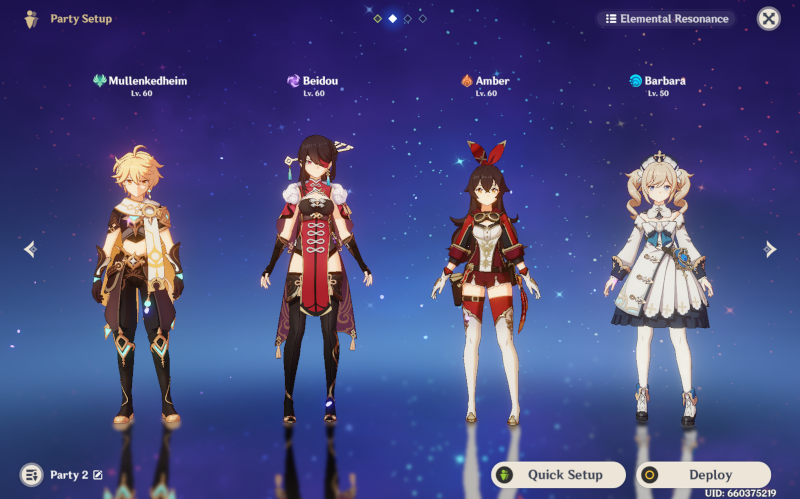 Party Setup
Elemental Resonance
Mullenkedheim
Lv. 60
Beidou
Lv. 60
Amber
Lv. 60
Barbara
Lv. 50
Party 2
Quick Setup
Deploy
UID: 660375219